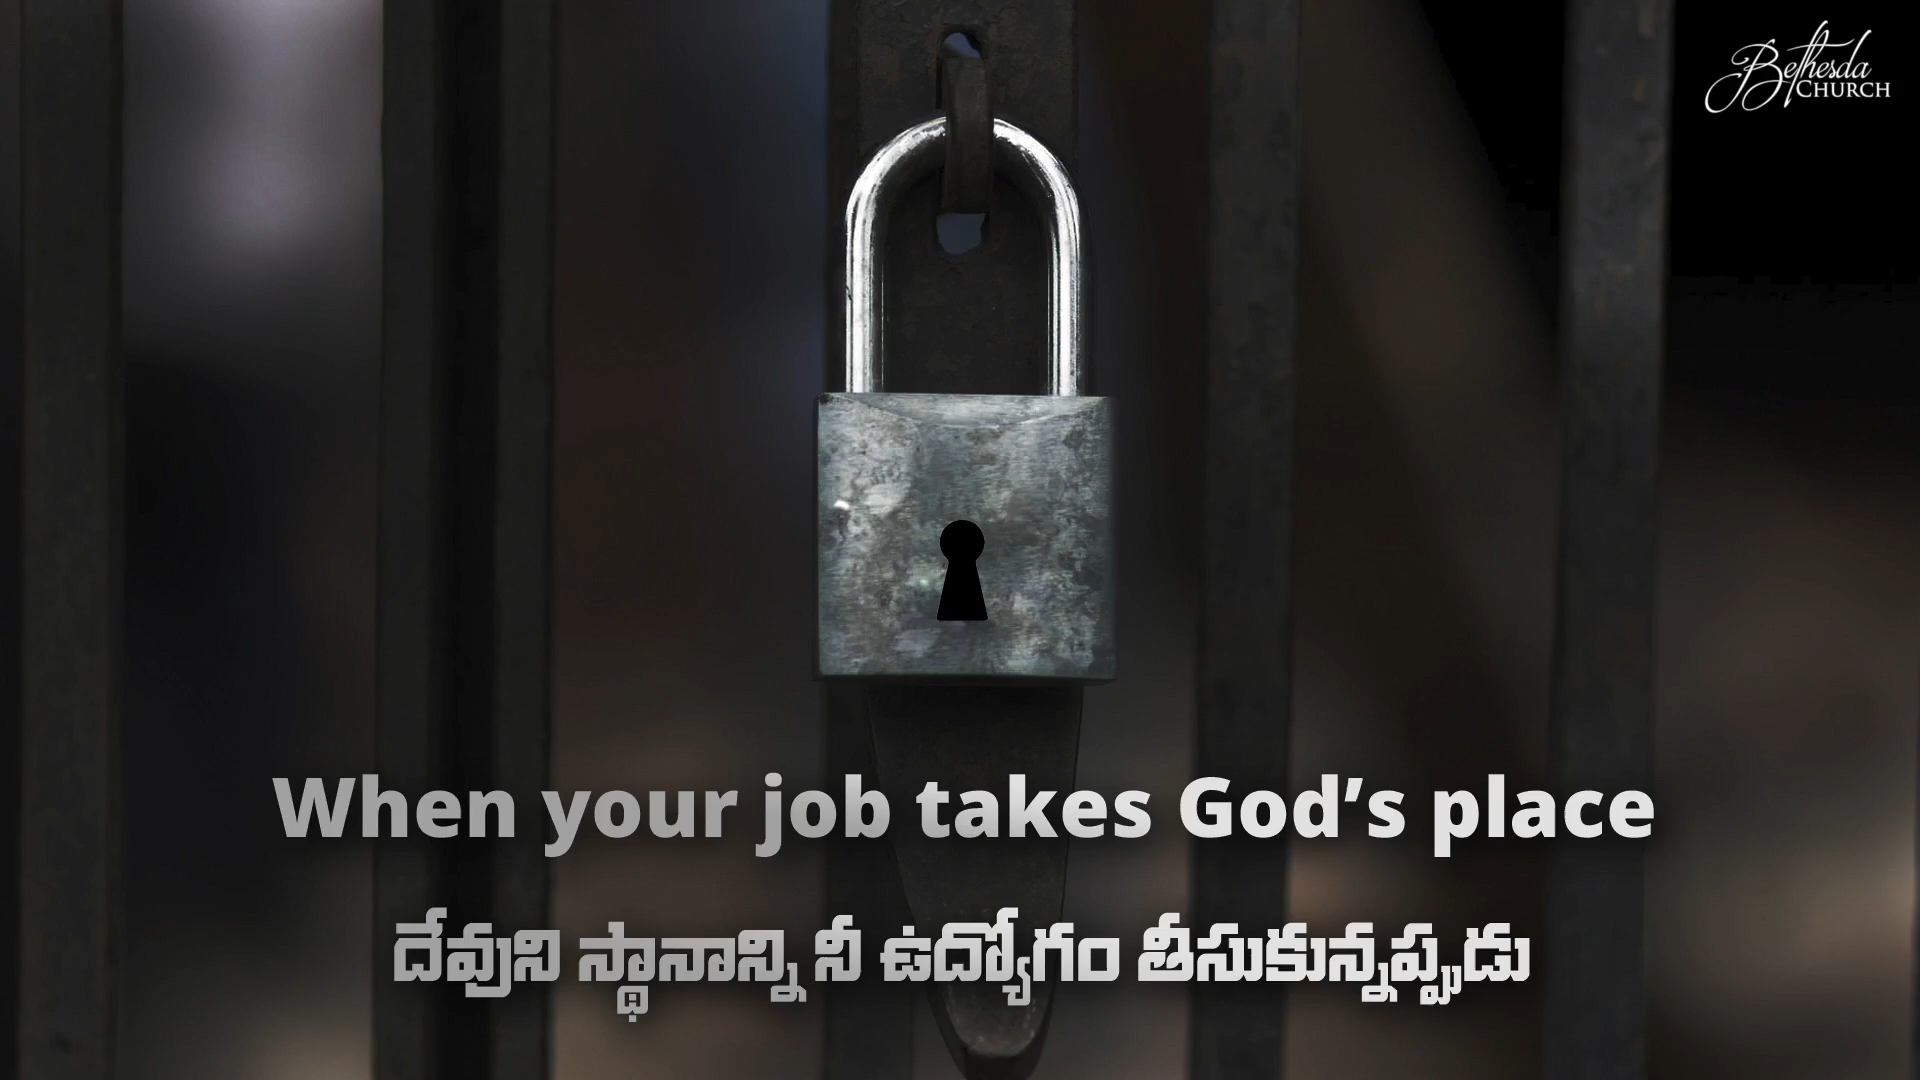 Bethesda
CHURCH
When your job takes God’s place
దేవుని స్థానాన్ని నీ ఉద్యోగం తీసుకున్నప్పుడు